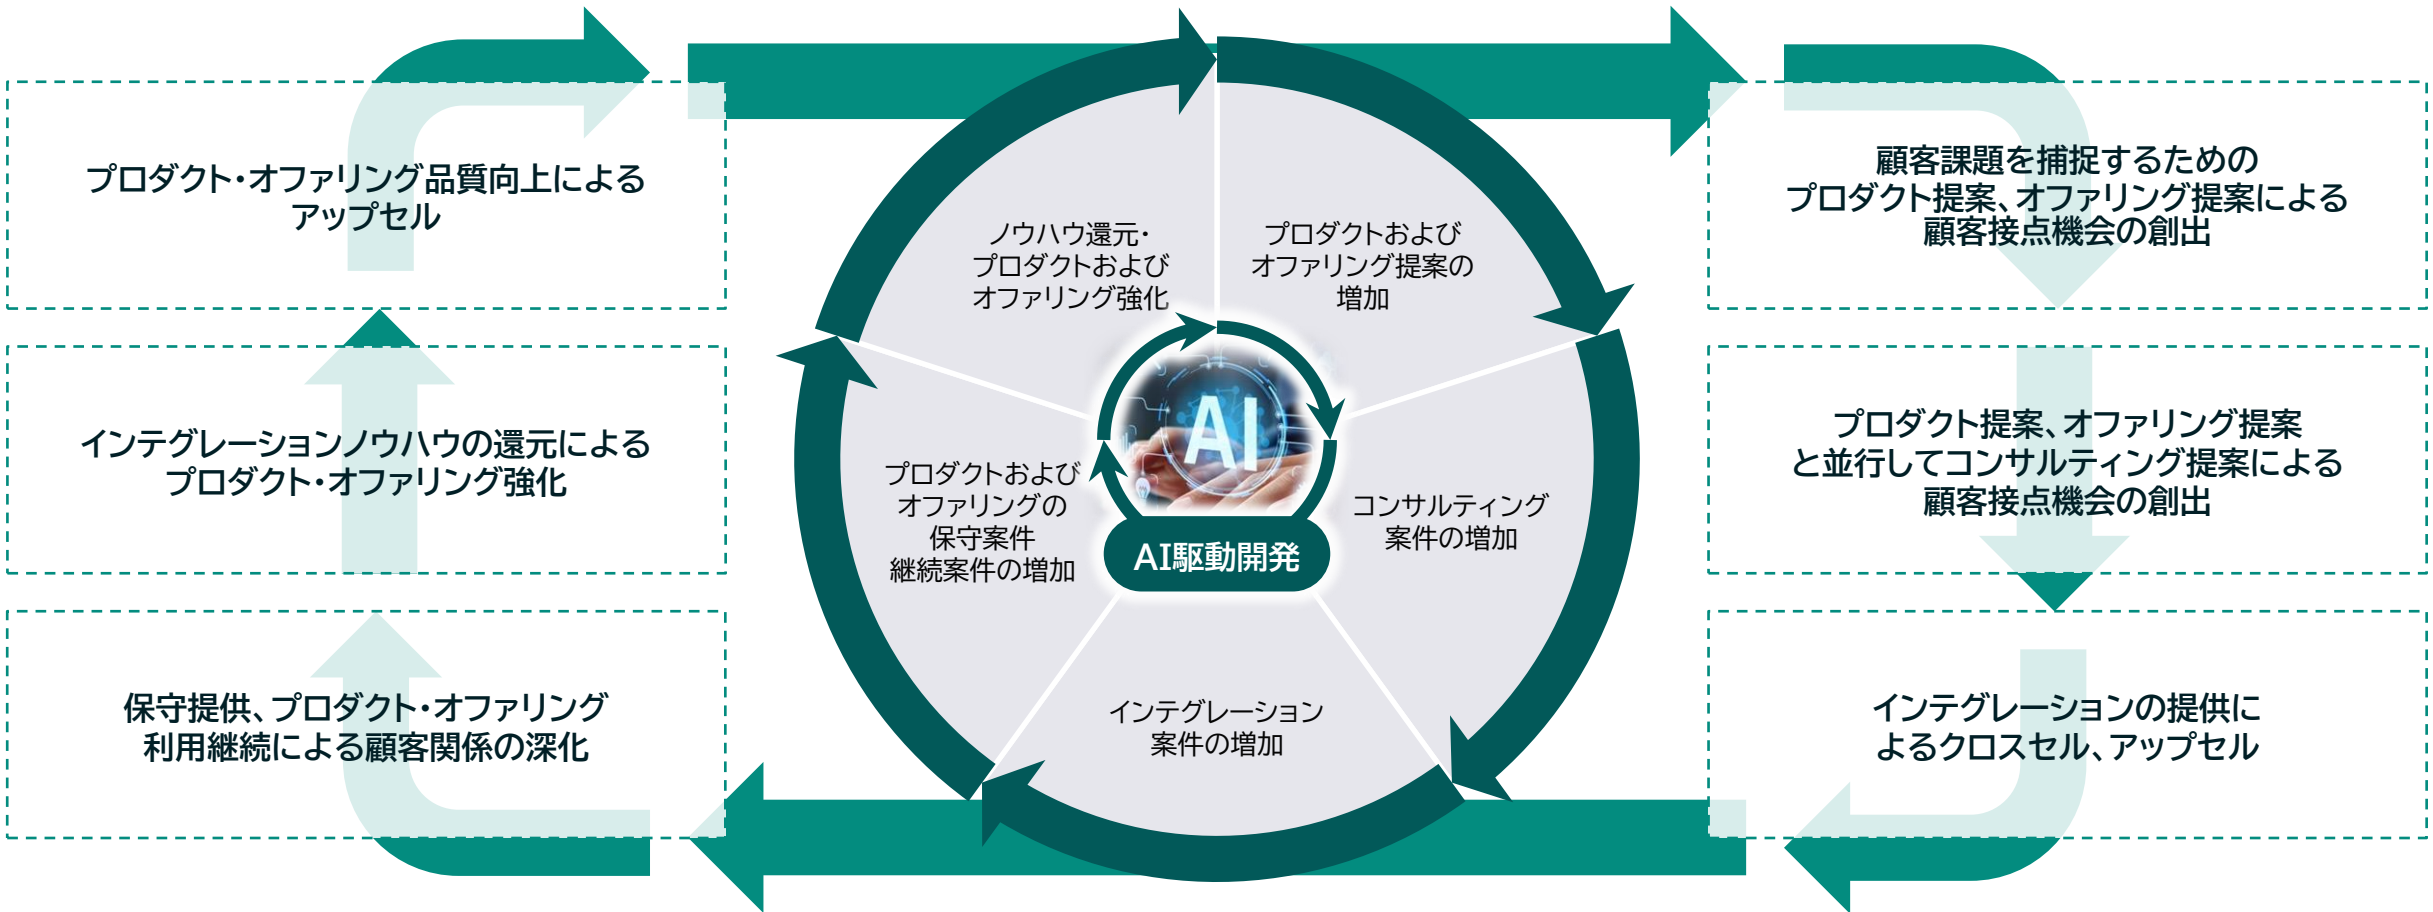 プロダクト・オファリング品質向上による
アップセル
インテグレーションノウハウの還元による
プロダクト・オファリング強化
保守提供、プロダクト・オファリング
利用継続による顧客関係の深化
ノウハウ還元・
プロダクトおよび
オファリング強化
プロダクトおよび
オファリング提案の
増加
プロダクトおよび
オファリングの
保守案件
継続案件の増加
コンサルティング
案件の増加
インテグレーション
案件の増加
AI
AI駆動開発
顧客課題を捕捉するための
プロダクト提案、オファリング提案による
顧客接点機会の創出
プロダクト提案、オファリング提案
と並行してコンサルティング提案による
顧客接点機会の創出
インテグレーションの提供に
よるクロスセル、アップセル